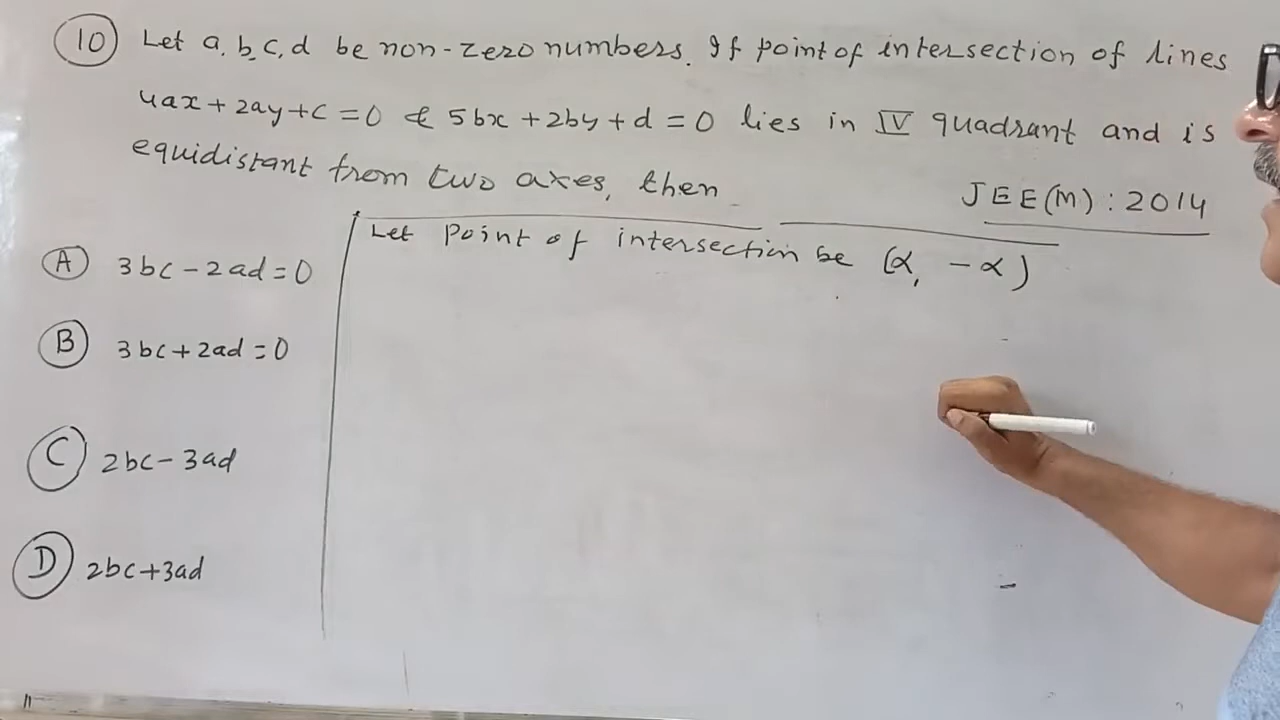 10 Let a, b, c, d be non-zero numbers. If point of intersection of lines
4ax + 2ay + c = 0 & 5bx + 2by + d = 0 lies in IV quadrant and is
equidistant from two axes, then
JEE(M) : 2014
Let point of intersection be (α, -α)
A 3bc - 2ad = 0
B 3bc + 2ad = 0
C 2bc - 3ad
D 2bc + 3ad